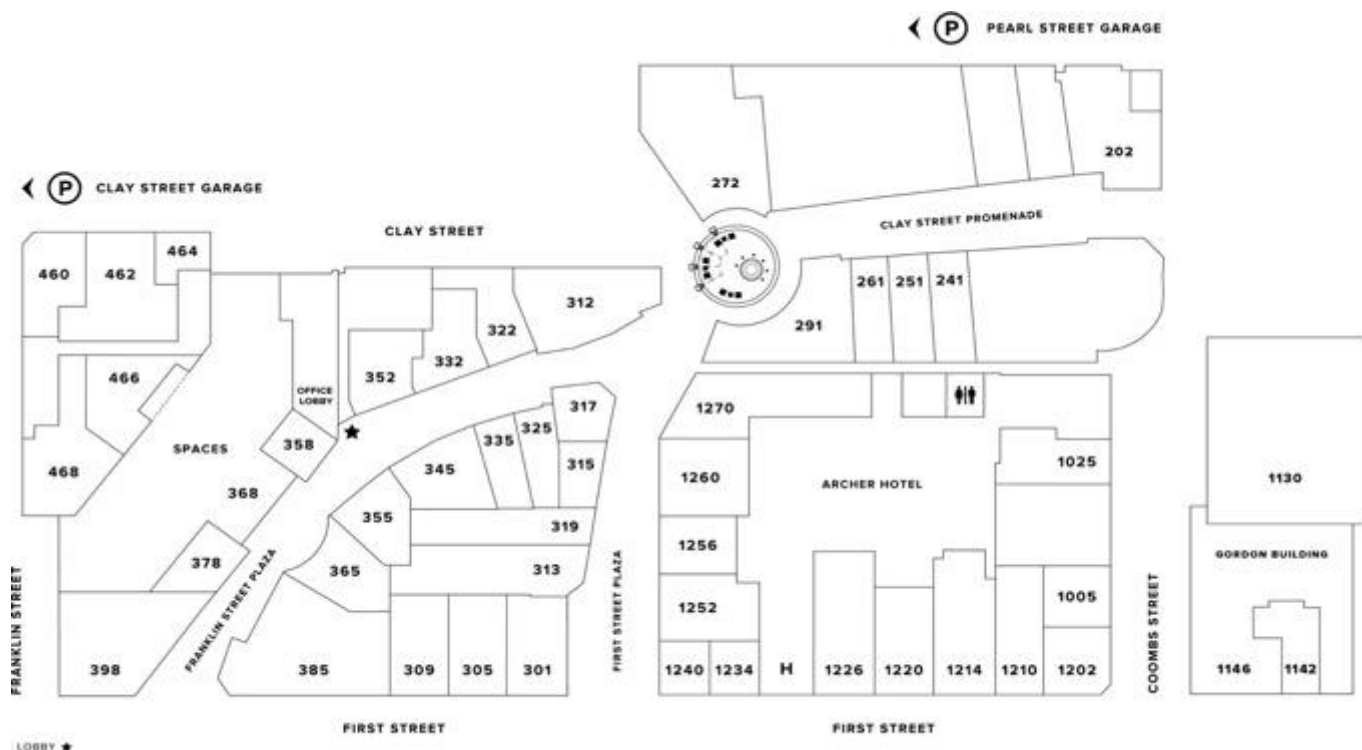 P PEARL STREET GARAGE
202
272
P CLAY STREET GARAGE
CLAY STREET PROMENADE
CLAY STREET
464
460
462
261
251
241
312
291
322
332
352
466
OFFICE
LOBBY
317
1270
325
335
358
SPACES
315
345
468
1025
1260
1130
ARCHER HOTEL
368
355
319
1256
GORDON BUILDING
378
365
313
1252
1005
FRANKLIN STREET
FRANKLIN STREET PLAZA
FIRST STREET PLAZA
COOMBS STREET
398
385
309
305
301
1240
1234
H
1226
1220
1214
1210
1202
1146
1142
FIRST STREET
FIRST STREET
LOBBY